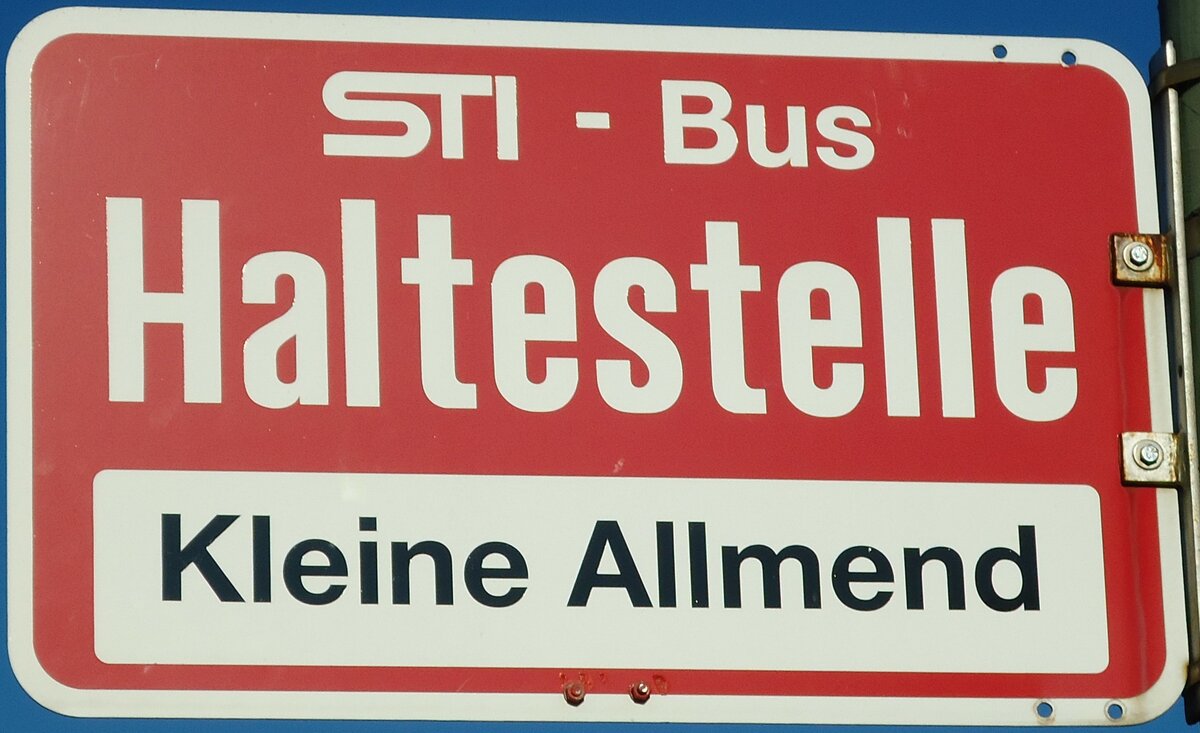 STI - Bus
Haltestelle
Kleine Allmend